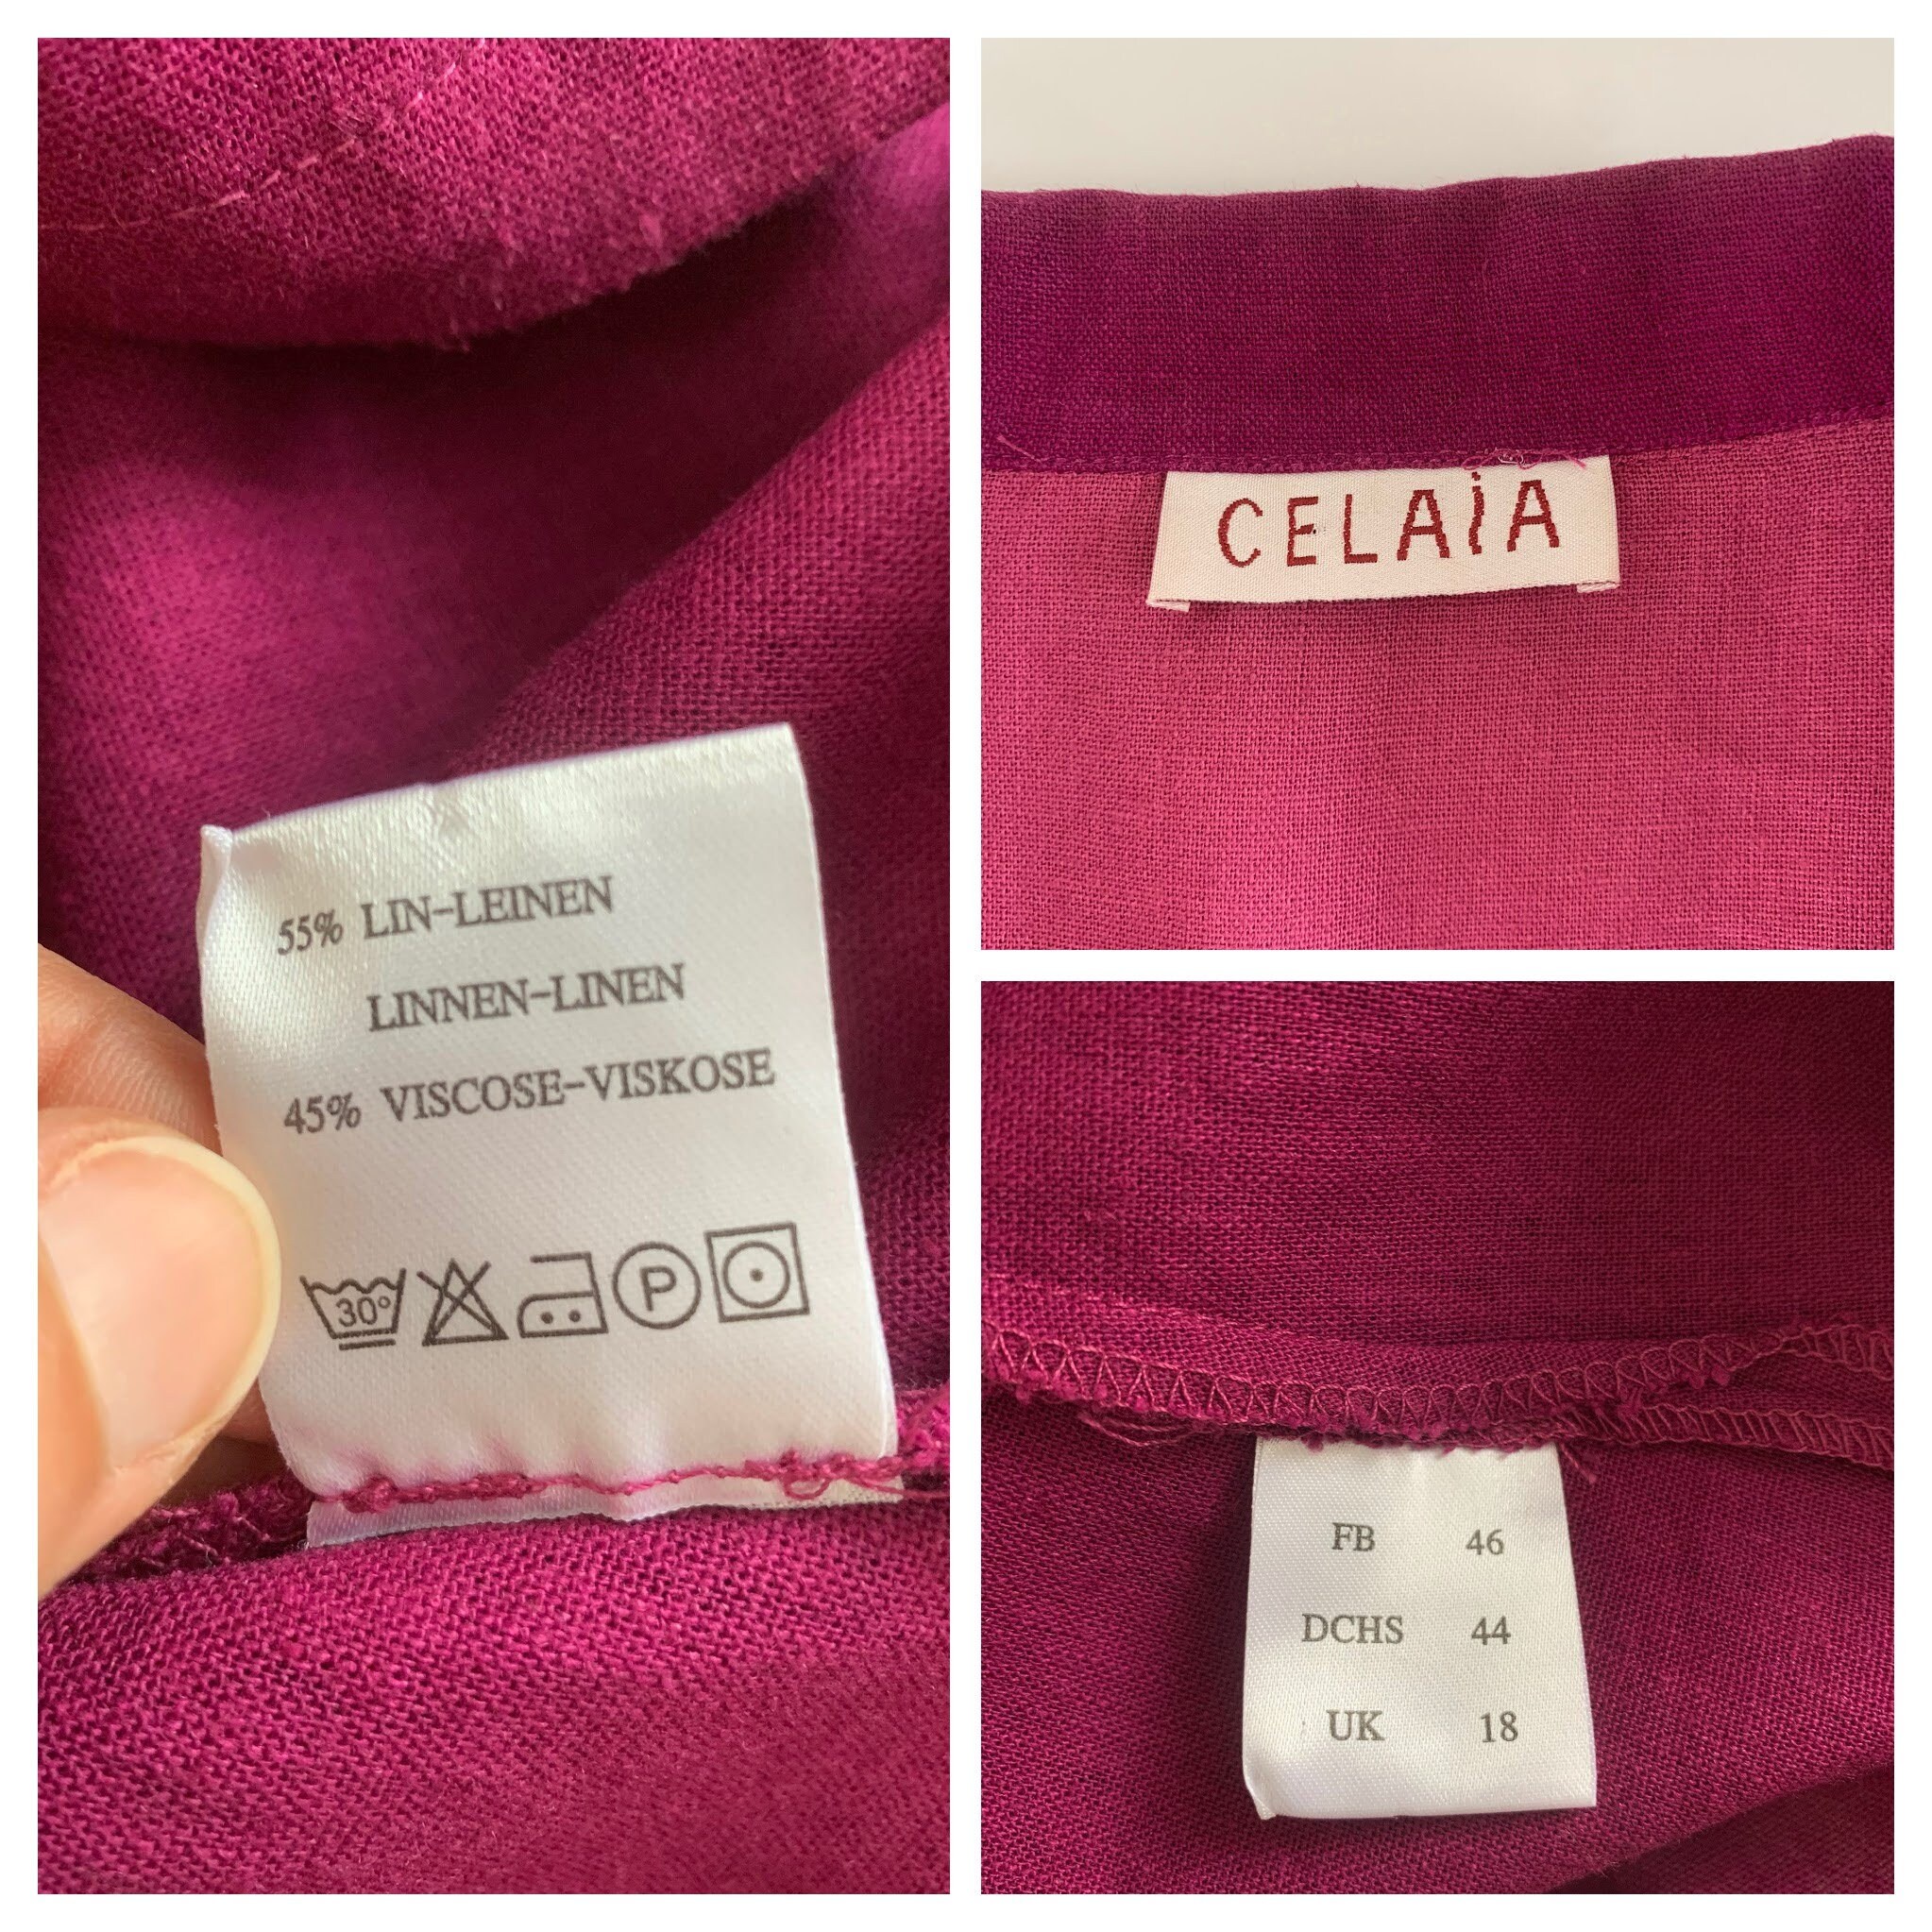 55% LIN-LEINEN
LINNEN-LINEN
45% VISCOSE-VISKOSE
30°
P
CELAiA
FB 46
DCHS 44
UK 18